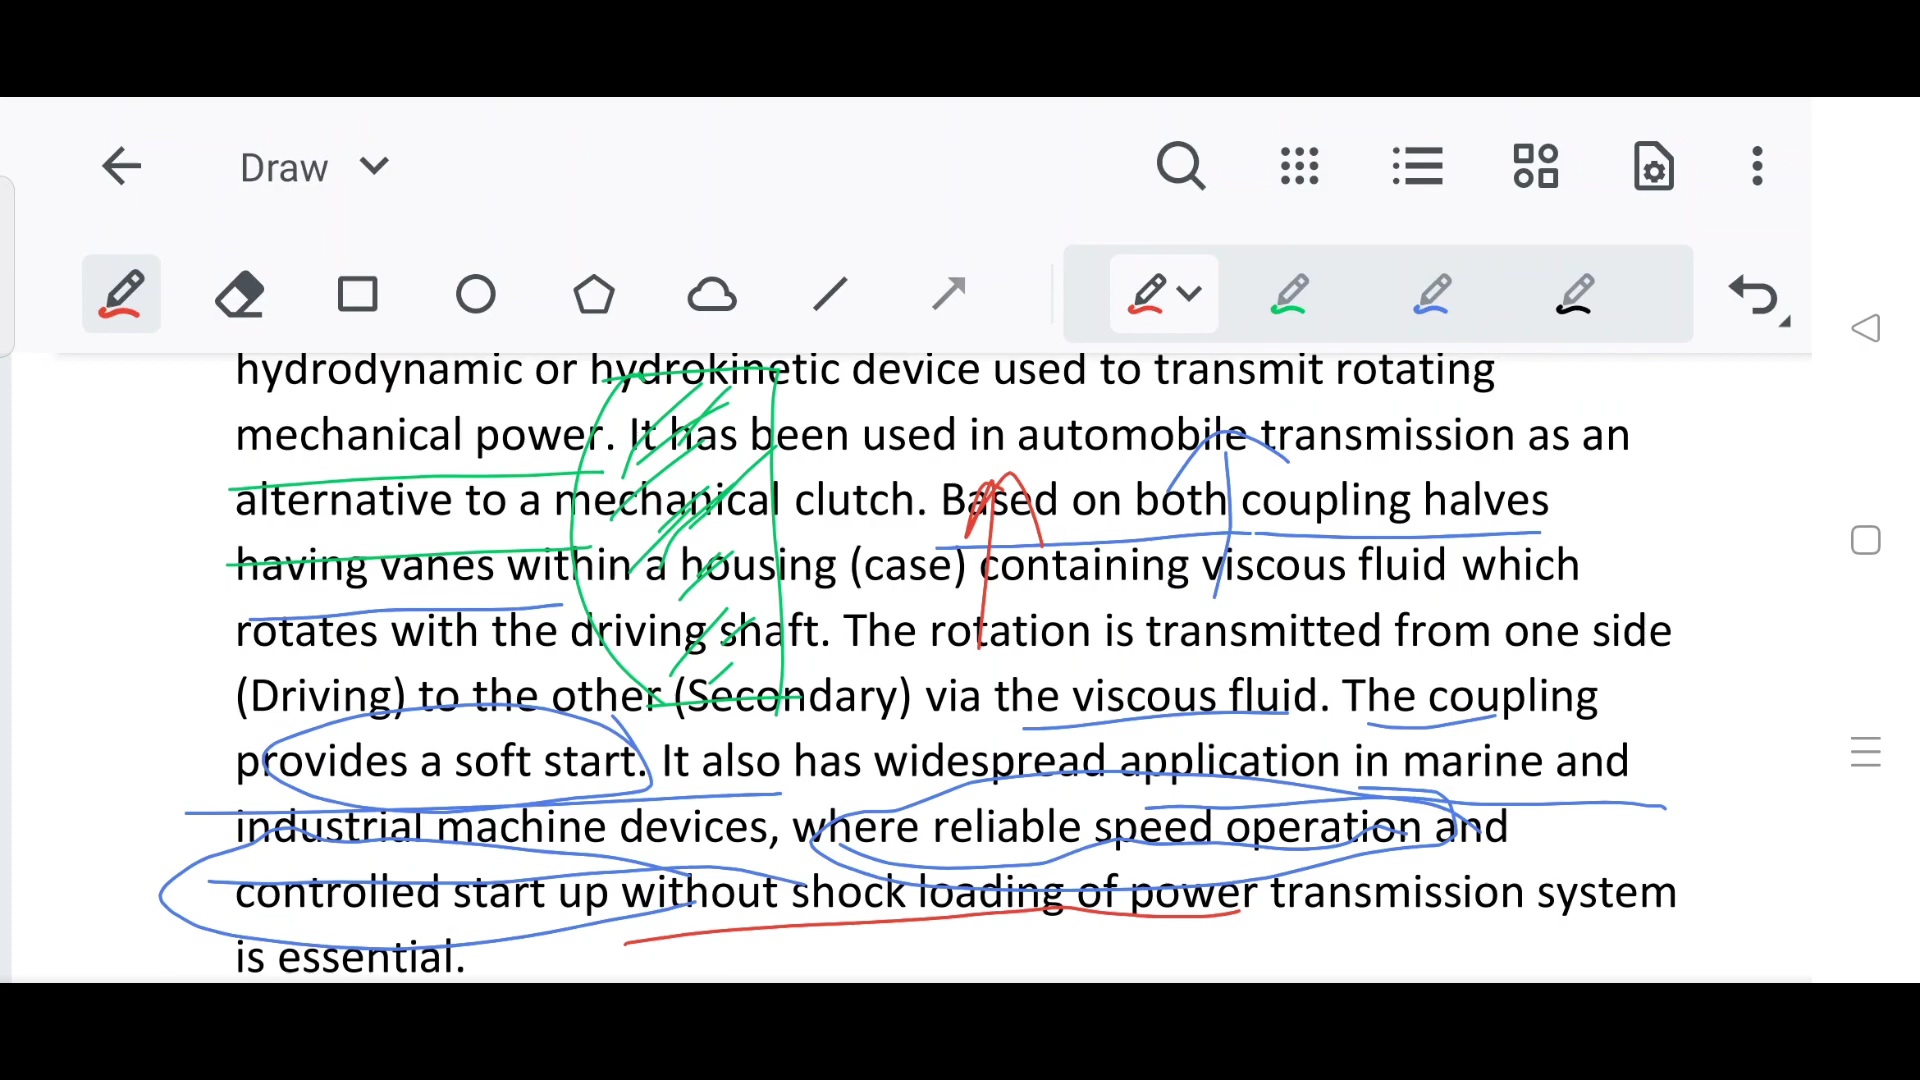 Draw
hydrodynamic or hydrokinetic device used to transmit rotating
mechanical power. It has been used in automobile transmission as an
alternative to a mechanical clutch. Based on both coupling halves
having vanes within a housing (case) containing viscous fluid which
rotates with the driving shaft. The rotation is transmitted from one side
(Driving) to the other (Secondary) via the viscous fluid. The coupling
provides a soft start. It also has widespread application in marine and
industrial machine devices, where reliable speed operation and
controlled start up without shock loading of power transmission system
is essential.